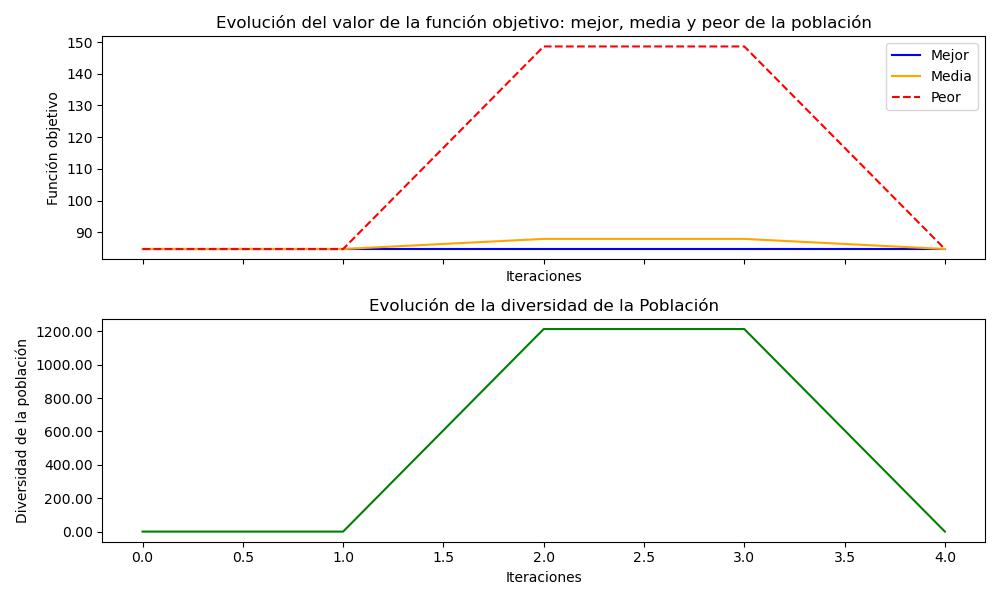 Evolución del valor de la función objetivo: mejor, media y peor de la población
150
140
130
120
110
100
90
Función objetivo
Mejor
Media
Peor
Iteraciones
Evolución de la diversidad de la Población
1200.00
1000.00
800.00
600.00
400.00
200.00
0.00
Diversidad de la población
0.0 0.5 1.0 1.5 2.0 2.5 3.0 3.5 4.0
Iteraciones